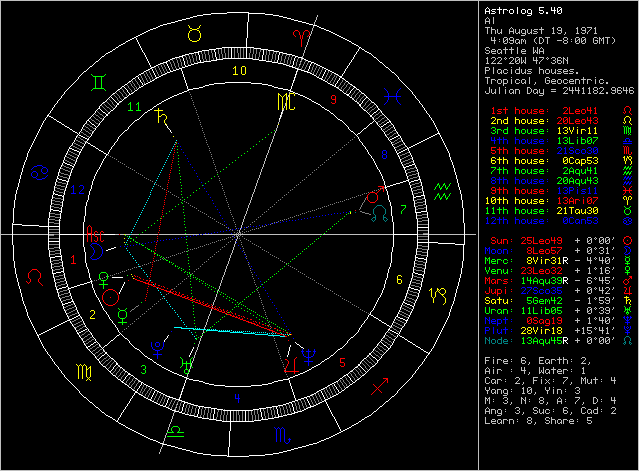 Astrolog 5.40
Al
Thu August 19, 1971
4:09am (DT -8:00 GMT)
Seattle WA
122°20W 47°36N
Placidus houses.
Tropical, Geocentric.
Julian Day = 2441182.9646
1st house: 2Leo41
2nd house: 20Leo43
3rd house: 13Vir11
4th house: 13Lib07
5th house: 21Sco30
6th house: 0Cap53
7th house: 2Aqu41
8th house: 20Aqu43
9th house: 13Pis11
10th house: 13Ari07
11th house: 21Tau30
12th house: 0Can53
Sun: 25Leo49 + 0°00'
Moon: 8Leo57 + 0°31'
Merc: 8Vir31R - 4°40'
Venu: 23Leo32 + 1°16'
Mars: 14Aqu39R - 6°45'
Jupi: + 0°42'
Satu: 5Gem42 - 1°59'
Uran: 11Lib05 + 0°39'
Nept: 0Sag19 + 1°40'
Plut: 28Vir18 +15°41'
Node: 13Aqu45R + 0°00'
Fire: 6, Earth: 2,
Air : 4, Water: 1
Car: 2, Fix: 7, Mut: 4
Yang: 10, Yin: 3
M: 3, N: 8, A: 7, D: 4
Ang: 3, Suc: 6, Cad: 2
Learn: 8, Share: 5
10
9
11
8
12
7
1
6
2
3
5
4